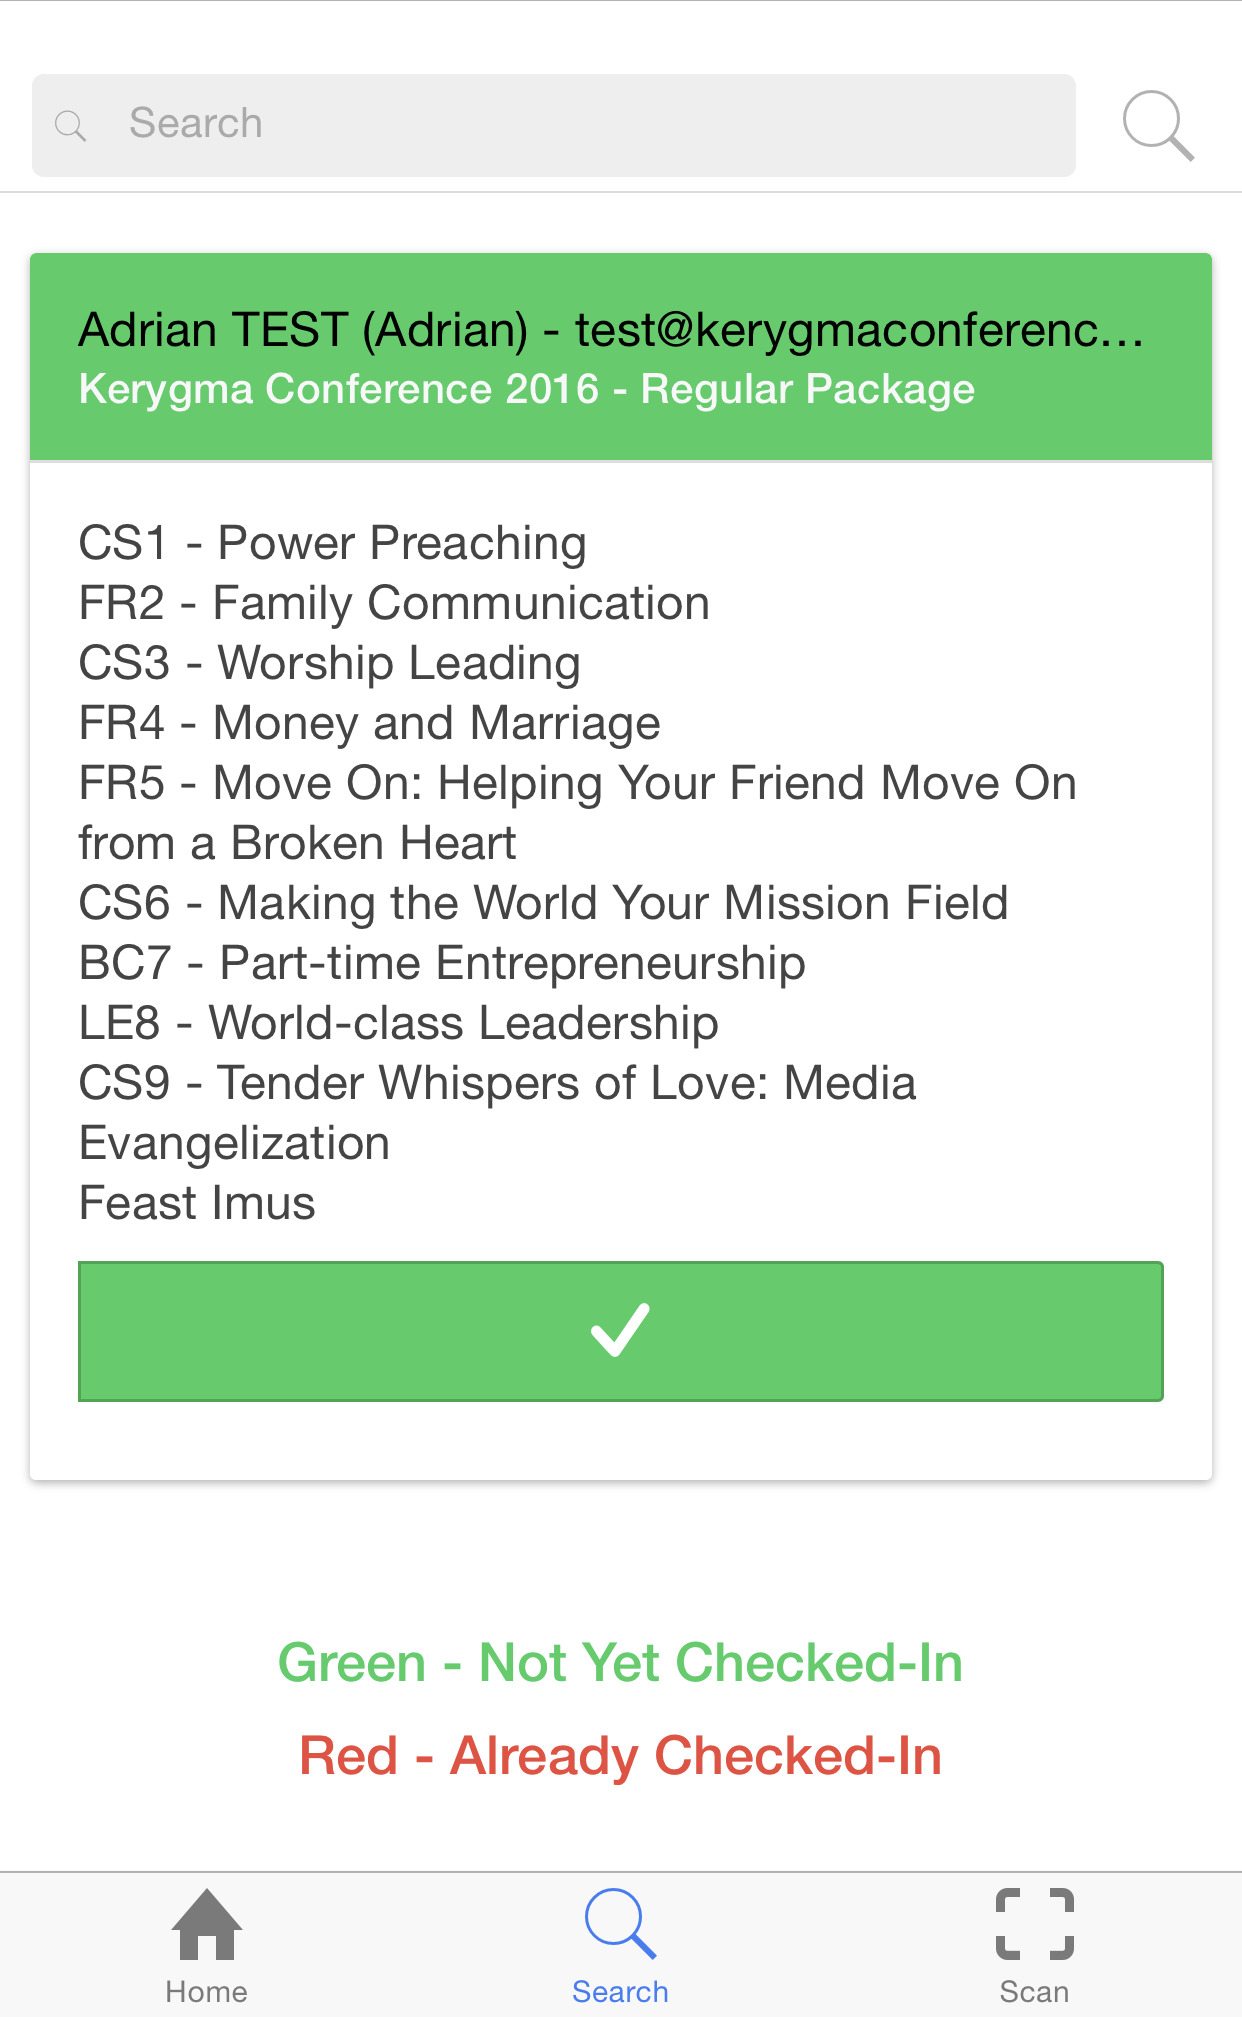 Search
Adrian TEST (Adrian) - test@kerygmaconferenc...
Kerygma Conference 2016 - Regular Package
CS1 - Power Preaching
FR2 - Family Communication
CS3 - Worship Leading
FR4 - Money and Marriage
FR5 - Move On: Helping Your Friend Move On
from a Broken Heart
CS6 - Making the World Your Mission Field
BC7 - Part-time Entrepreneurship
LE8 - World-class Leadership
CS9 - Tender Whispers of Love: Media
Evangelization
Feast Imus
Green - Not Yet Checked-In
Red - Already Checked-In
Home
Search
Scan